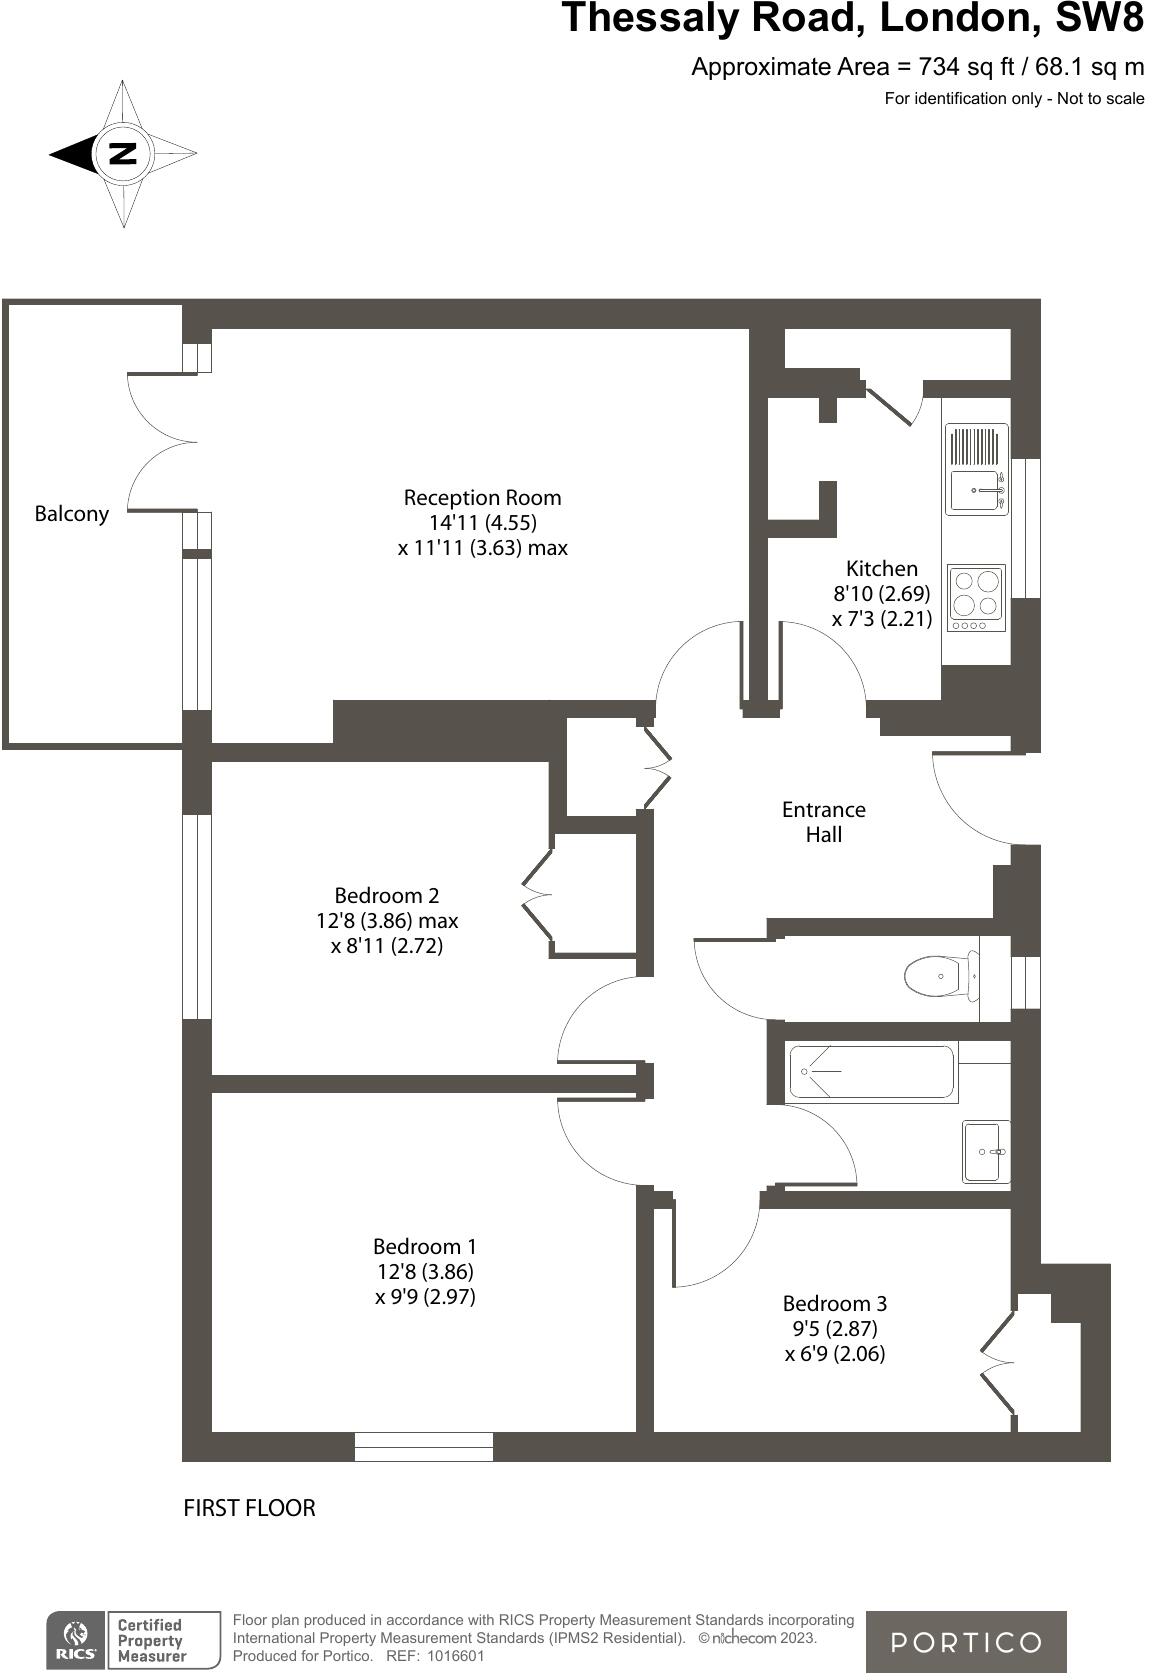 Thessaly Road, London, SW8
Approximate Area = 734 sq ft / 68.1 sq m
For identification only - Not to scale
N
Balcony
Reception Room
14'11 (4.55)
x 11'11 (3.63) max
Kitchen
8'10 (2.69)
x 7'3 (2.21)
Entrance
Hall
Bedroom 2
12'8 (3.86) max
x 8'11 (2.72)
Bedroom 1
12'8 (3.86)
x 9'9 (2.97)
Bedroom 3
9'5 (2.87)
x 6'9 (2.06)
FIRST FLOOR
RICS
Certified
Property
Measurer
Floor plan produced in accordance with RICS Property Measurement Standards incorporating
International Property Measurement Standards (IPMS2 Residential). © nichecom 2023.
Produced for Portico. REF: 1016601
PORTICO